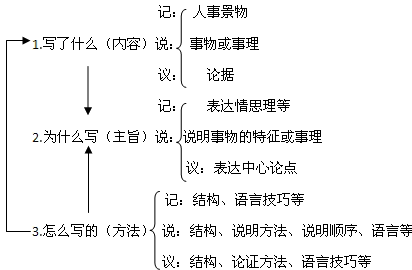 记：人事景物
1.写了什么（内容）说：事物或事理
议：论据
记：表达情思理等
2.为什么写（主旨）说：说明事物的特征或事理
议：表达中心论点
记：结构、语言技巧等
3.怎么写的（方法）说：结构、说明方法、说明顺序、语言等
议：结构、论证方法、语言技巧等